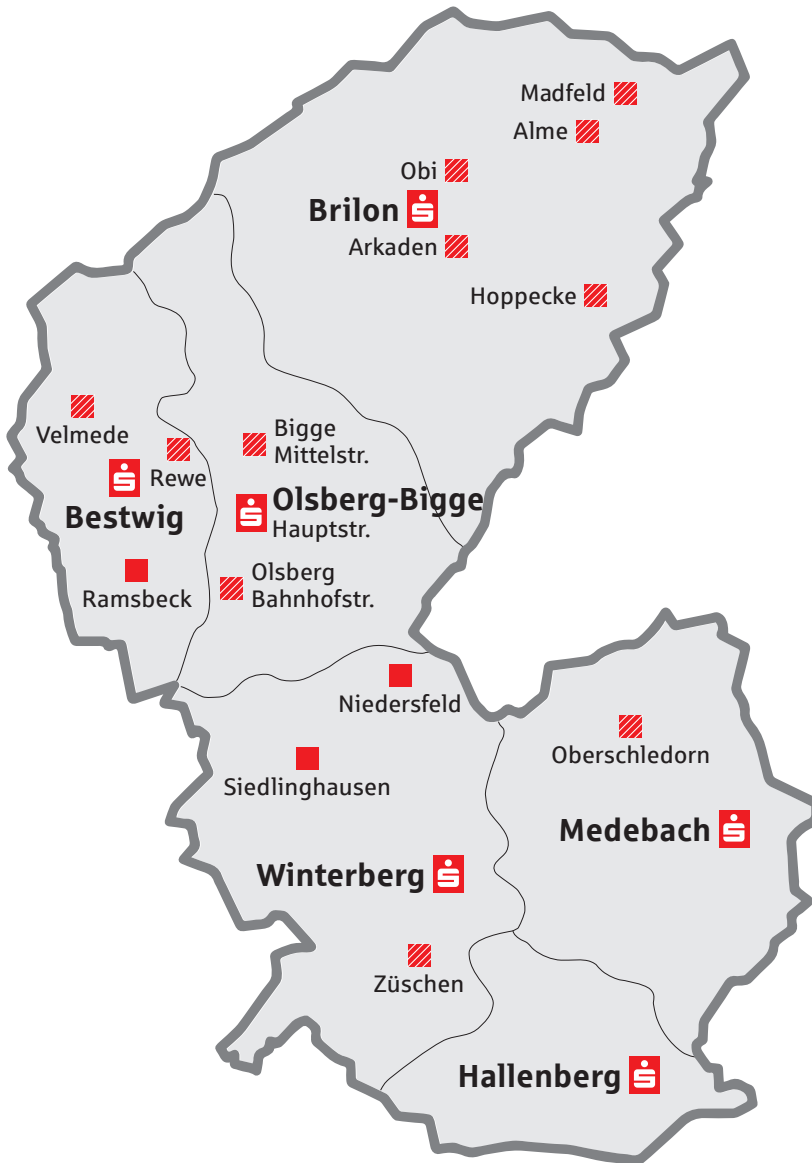 Madfeld
Alme
Obi
Brilon
Arkaden
Hoppecke
Velmede
Rewe
Bestwig
Ramsbeck
Bigge
Mittelstr.
Olsberg-Bigge
Hauptstr.
Olsberg
Bahnhofstr.
Niedersfeld
Siedlinghausen
Oberschledorn
Medebach
Winterberg
Züschen
Hallenberg